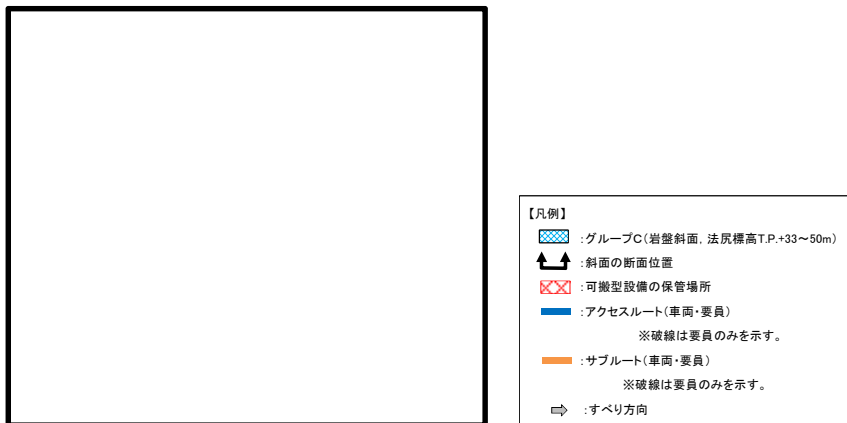 【凡例】
:グループC(岩盤斜面, 法尻標高T.P.+33～50m)
:斜面の断面位置
:可搬型設備の保管場所
:アクセスルート(車両・要員)
※破線は要員のみを示す。
:サブルート(車両・要員)
※破線は要員のみを示す。
:すべり方向